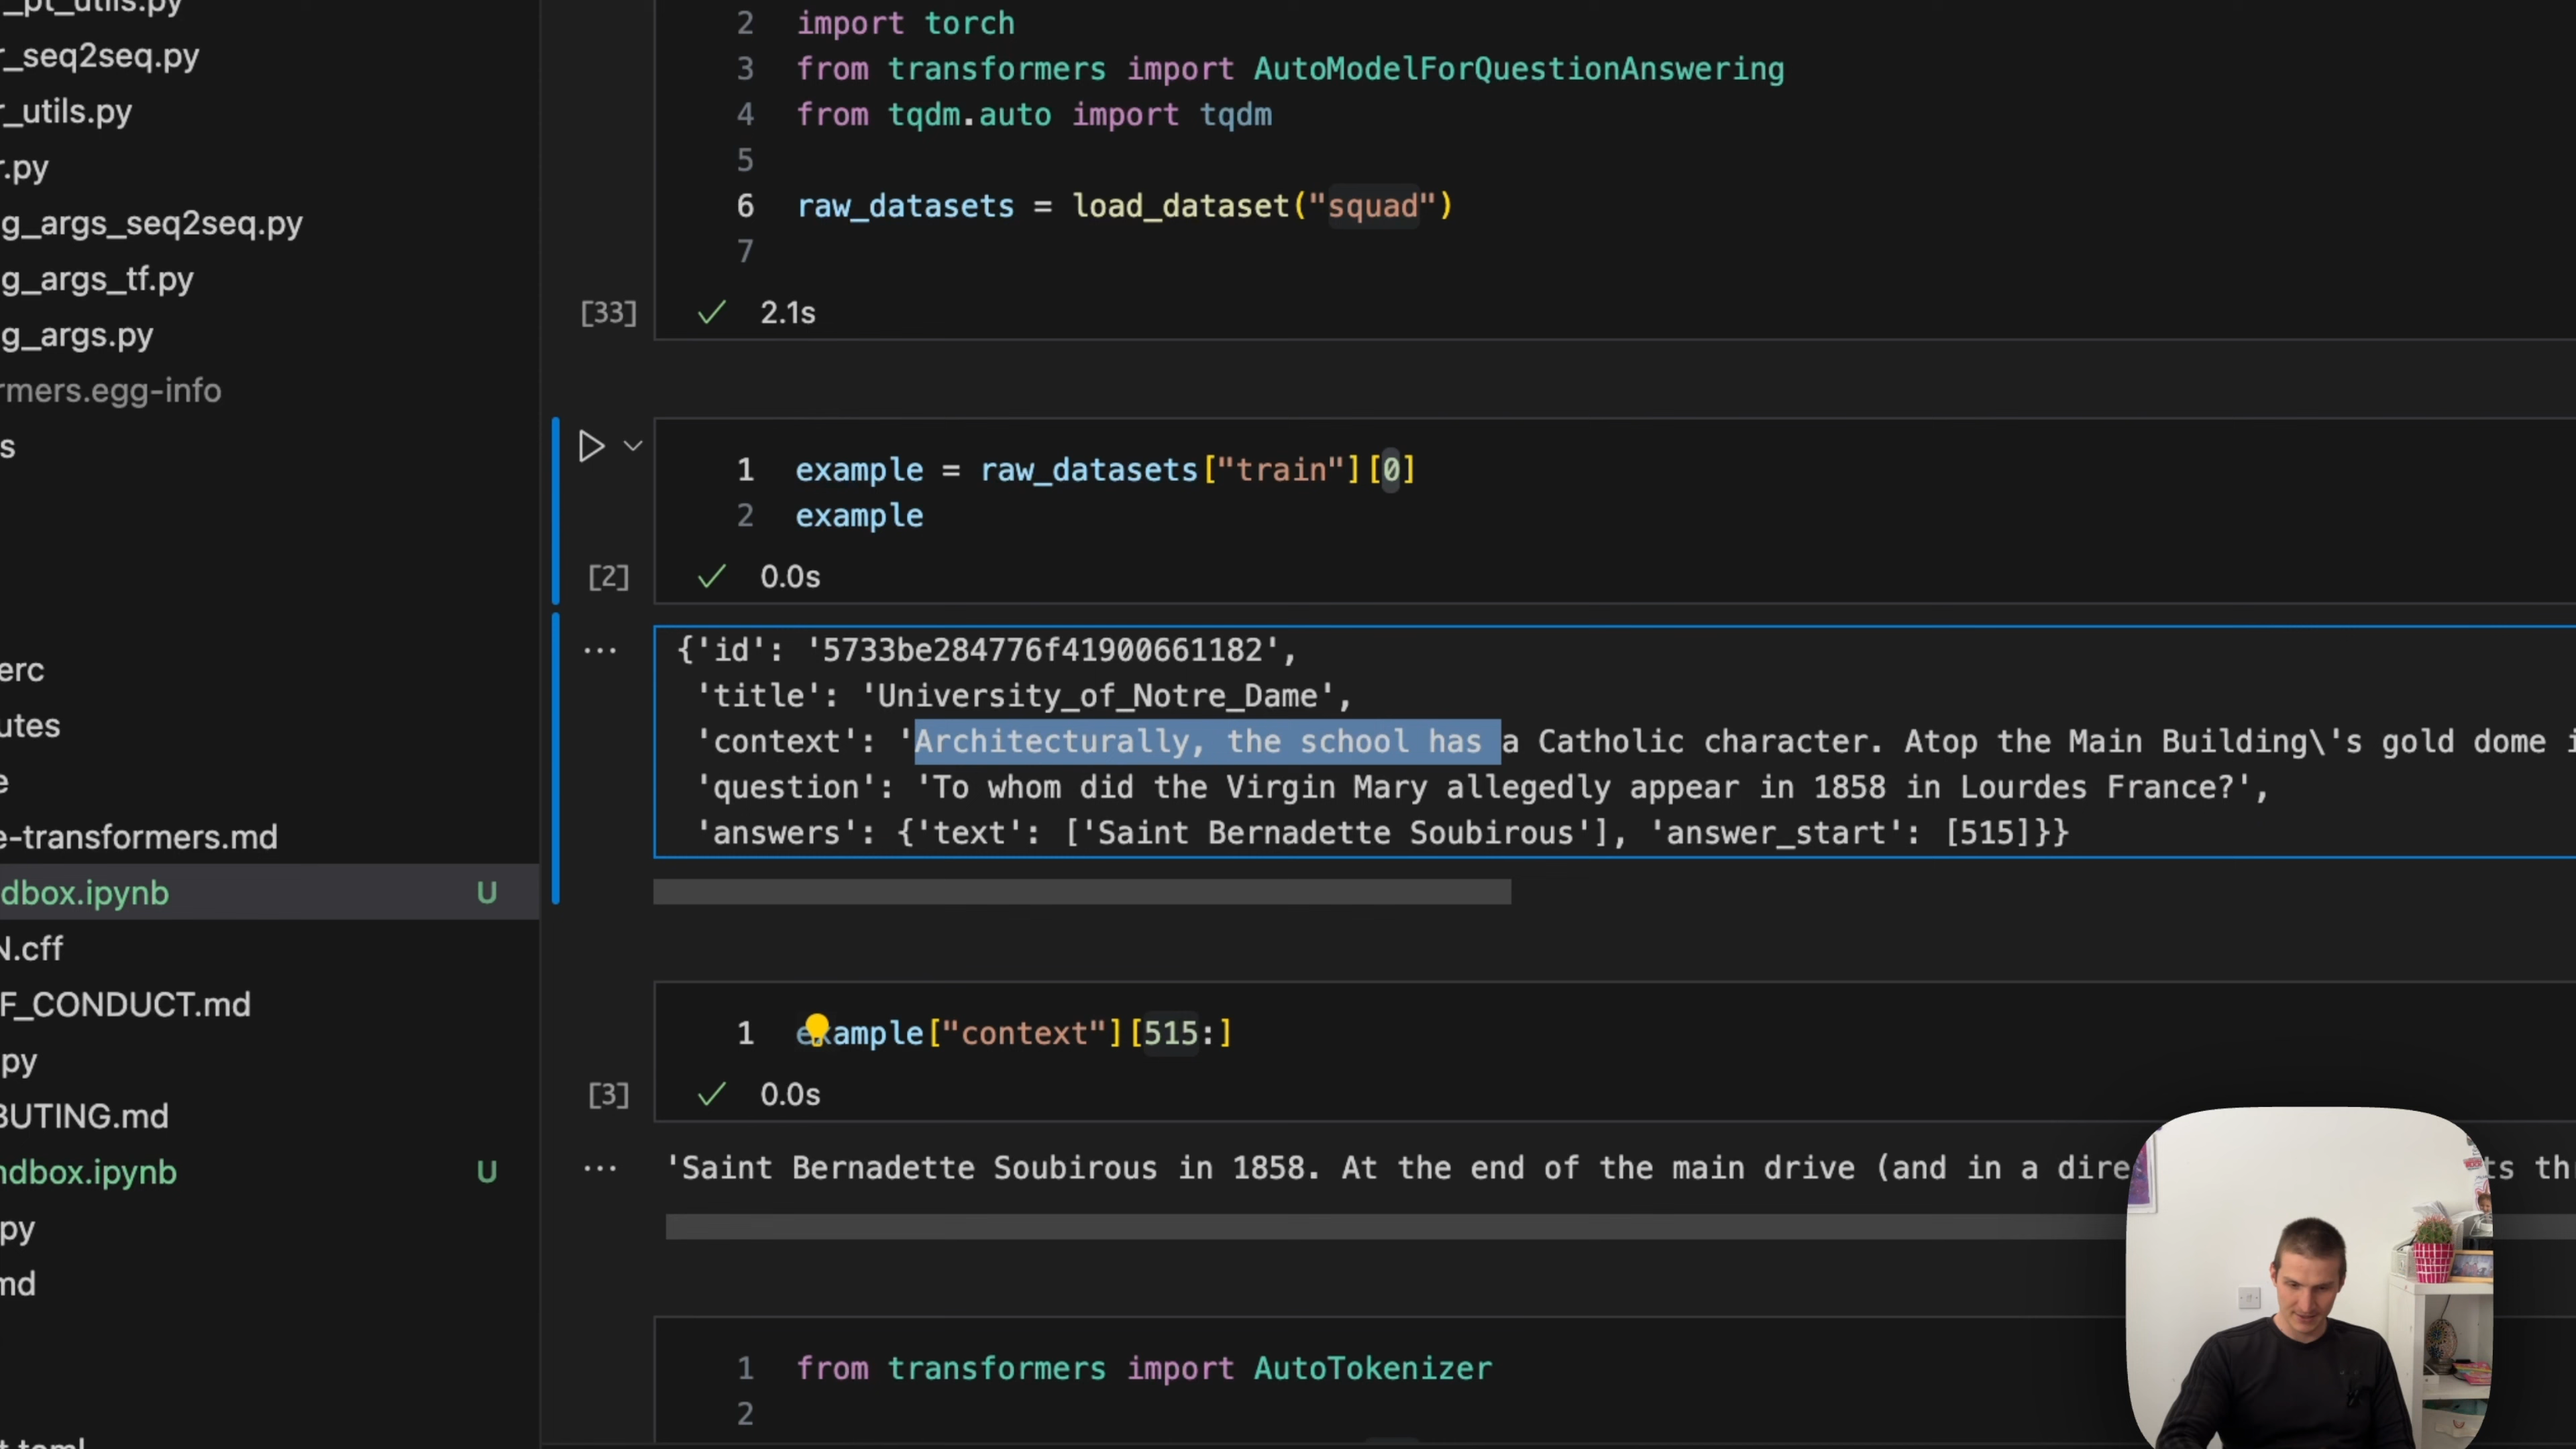 _pt_utils.py
r_seq2seq.py
r_utils.py
r.py
g_args_seq2seq.py
g_args_tf.py
g_args.py
rmers.egg-info
s
erc
utes
e
e-transformers.md
dbox.ipynb U
N.cff
F_CONDUCT.md
py
BUTING.md
ndbox.ipynb U
py
md
t.toml
2 import torch
3 from transformers import AutoModelForQuestionAnswering
4 from tqdm.auto import tqdm
5
6 raw_datasets = load_dataset("squad")
7
[33] 2.1s
1 example = raw_datasets["train"][0]
2 example
[2] 0.0s
{'id': '5733be284776f41900661182',
'title': 'University_of_Notre_Dame',
'context': 'Architecturally, the school has a Catholic character. Atop the Main Building\'s gold dome i
'question': 'To whom did the Virgin Mary allegedly appear in 1858 in Lourdes France?',
'answers': {'text': ['Saint Bernadette Soubirous'], 'answer_start': [515]}}
1 example["context"][515:]
[3] 0.0s
'Saint Bernadette Soubirous in 1858. At the end of the main drive (and in a dire ts th
1 from transformers import AutoTokenizer
2